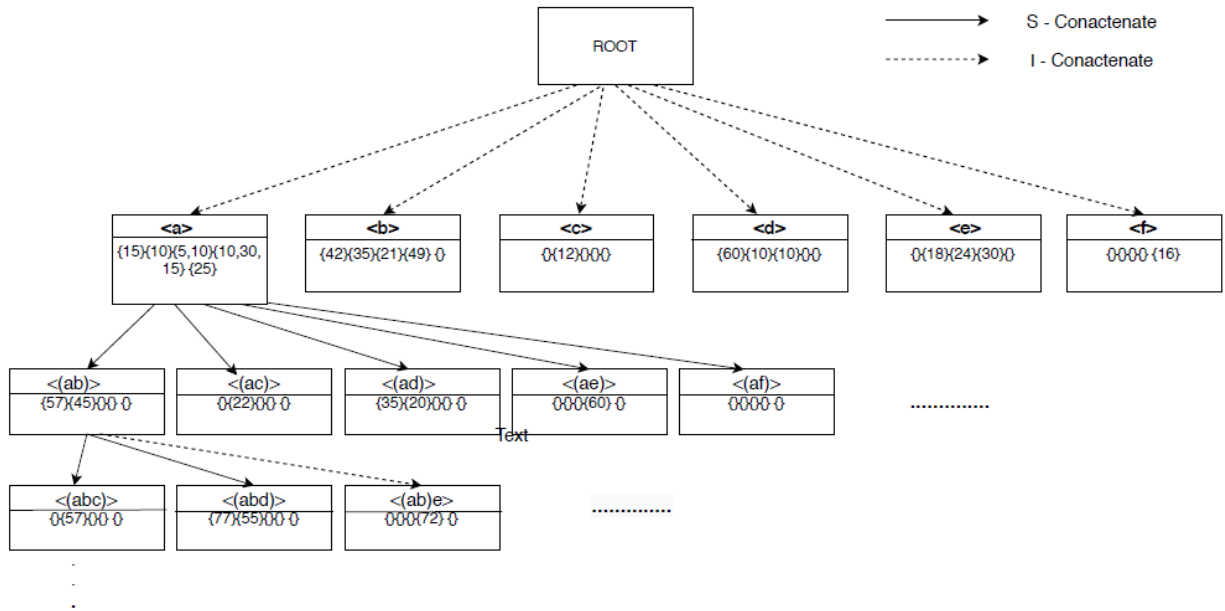 ROOT
S - Conactenate
I - Conactenate
<a>
{15}{10}{5,10}{10,30,
15} {25}
<b>
{42}{35}{21}{49} {}
<c>
{}{12}{}{}{}
<d>
{60}{10}{10}{}{}
<e>
{}{18}{24}{30}{}
<f>
{}{}{}{} {16}
<(ab)>
{57}{45}{}{} {}
<(ac)>
{}{22}{}{} {}
<(ad)>
{35}{20}{}{} {}
<(ae)>
{}{}{}{60} {}
<(af)>
{}{}{}{} {}
..............
Text
<(abc)>
{}{57}{}{} {}
<(abd)>
{77}{55}{}{} {}
<(ab)e>
{}{}{}{72} {}
..............
.
.
.